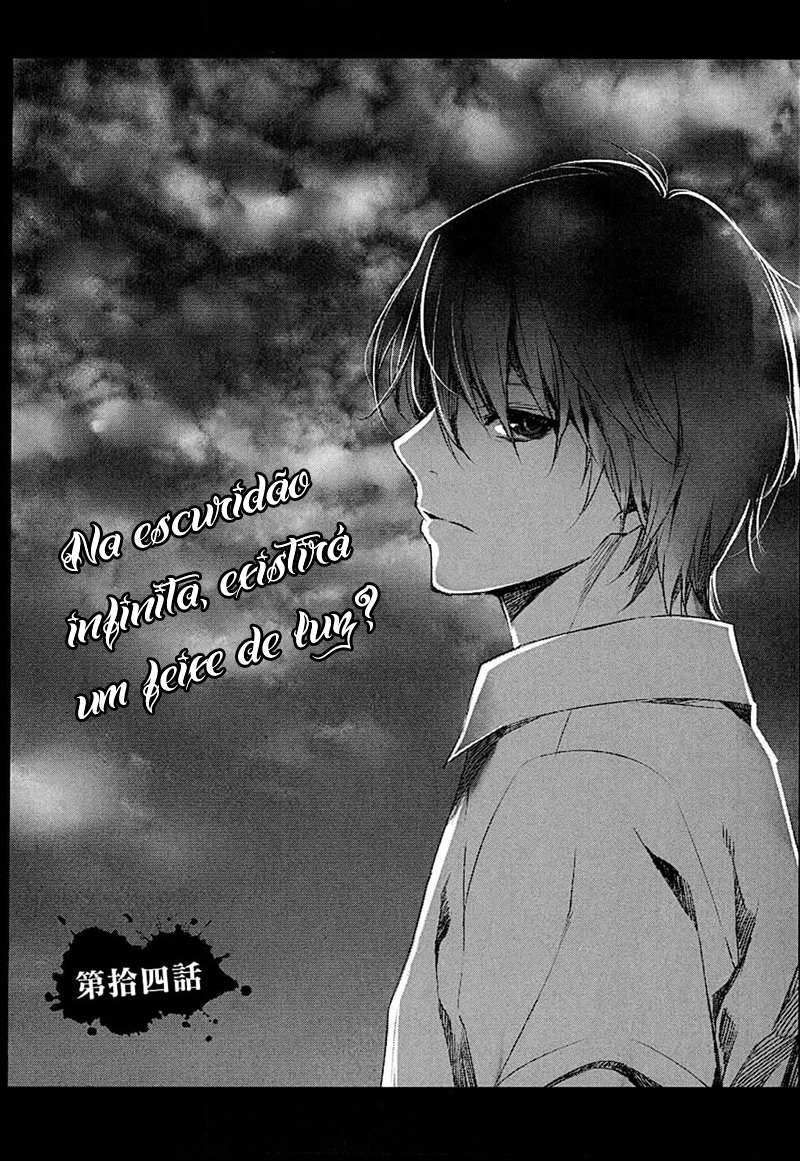 Na escuridão
infinita, existirá
um feixe de luz?
第拾四話